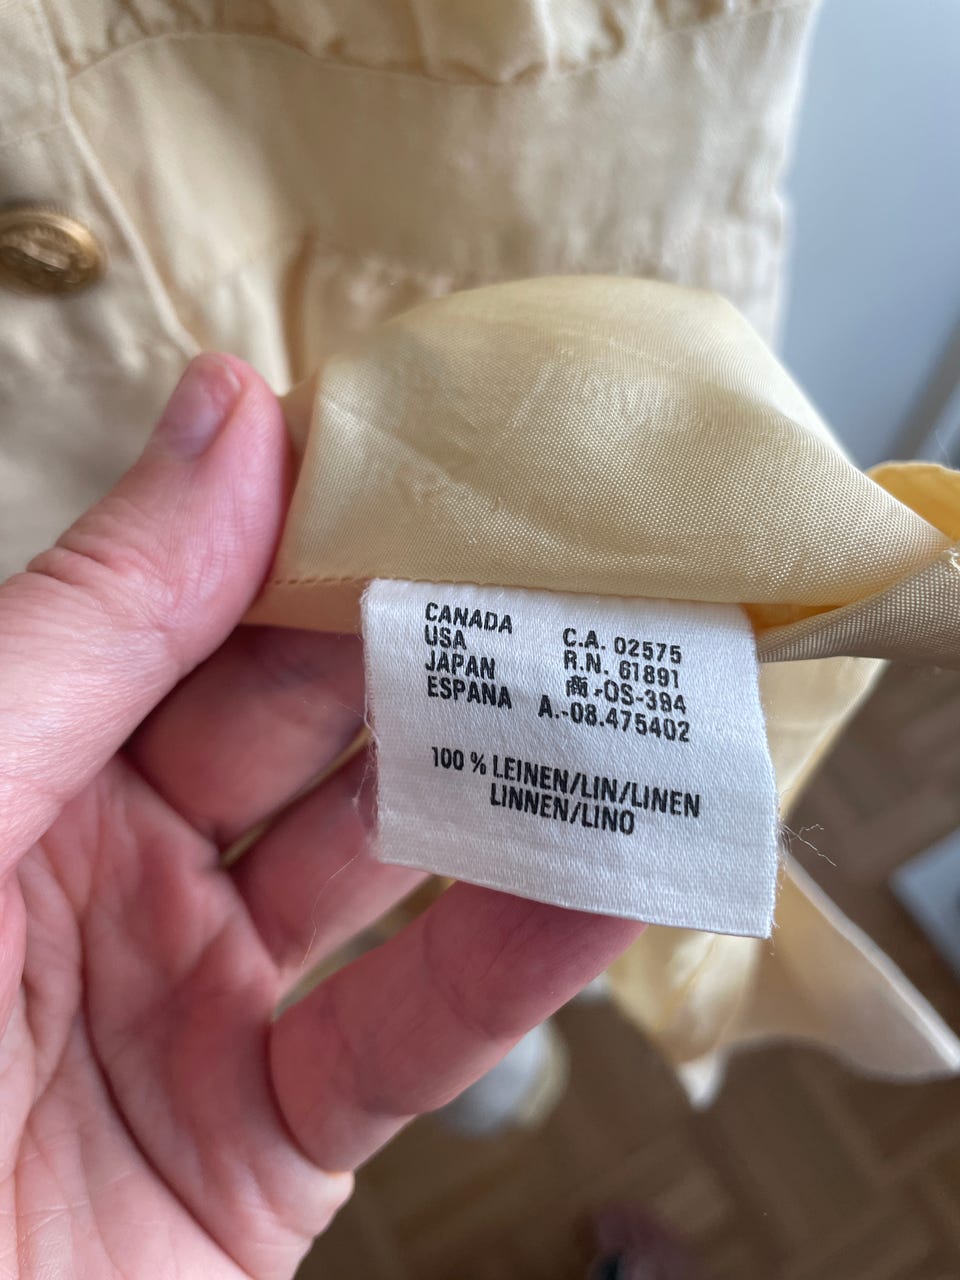 CANADA C.A. 02575
USA R.N. 61891
JAPAN 商-OS-394
ESPANA A.-08.475402
100 % LEINEN/LIN/LINEN
LINNEN/LINO